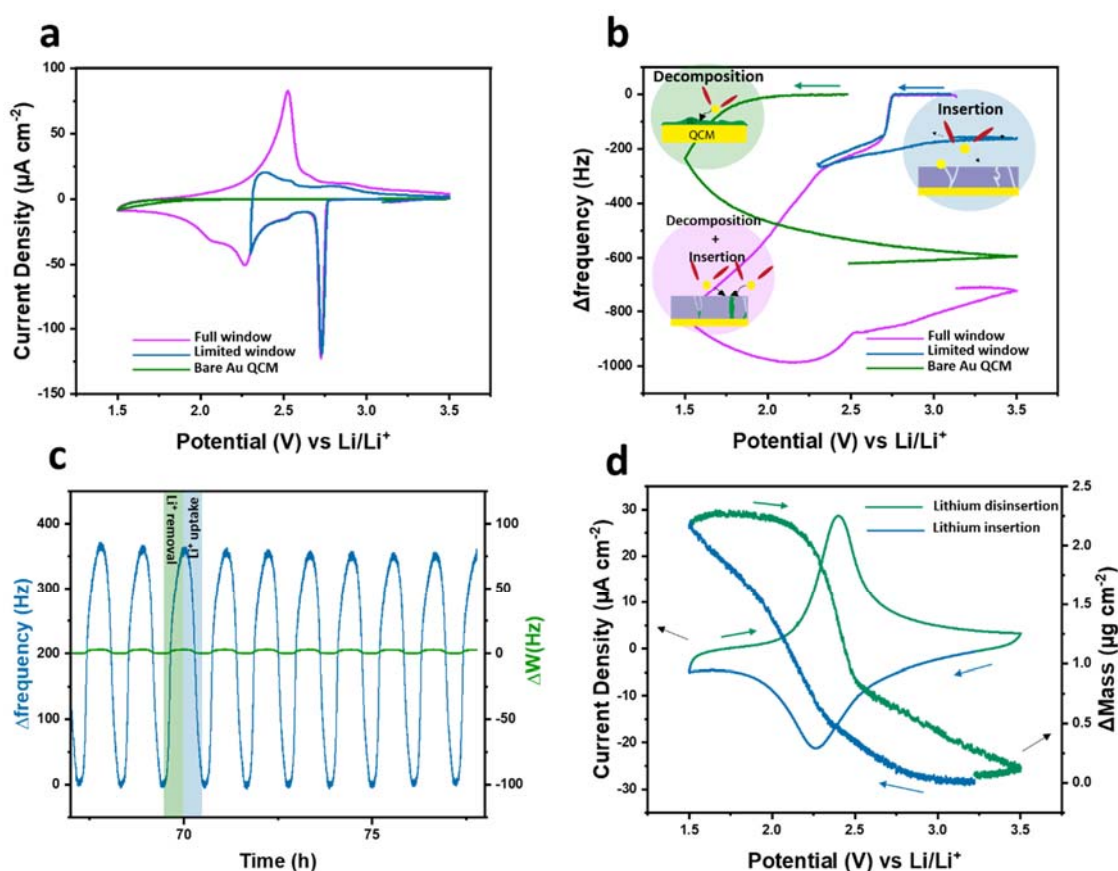 a
100
50
0
-50
-100
-150
Current Density (µA cm⁻²)
Full window
Limited window
Bare Au QCM
1.5
2.0
2.5
3.0
3.5
Potential (V) vs Li/Li⁺
b
0
-200
-400
-600
-800
-1000
Δfrequency (Hz)
Decomposition
QCM
Insertion
Decomposition
+
Insertion
Full window
Limited window
Bare Au QCM
1.5
2.0
2.5
3.0
3.5
Potential (V) vs Li/Li⁺
c
400
300
200
100
0
Δfrequency (Hz)
Li⁺ removal
Li⁺ uptake
100
50
0
-50
-100
ΔW(Hz)
70
75
Time (h)
d
30
20
10
0
-10
-20
-30
Current Density (µA cm⁻²)
Lithium disinsertion
Lithium insertion
2.5
2.0
1.5
1.0
0.5
0.0
ΔMass (µg cm⁻²)
1.5
2.0
2.5
3.0
3.5
Potential (V) vs Li/Li⁺